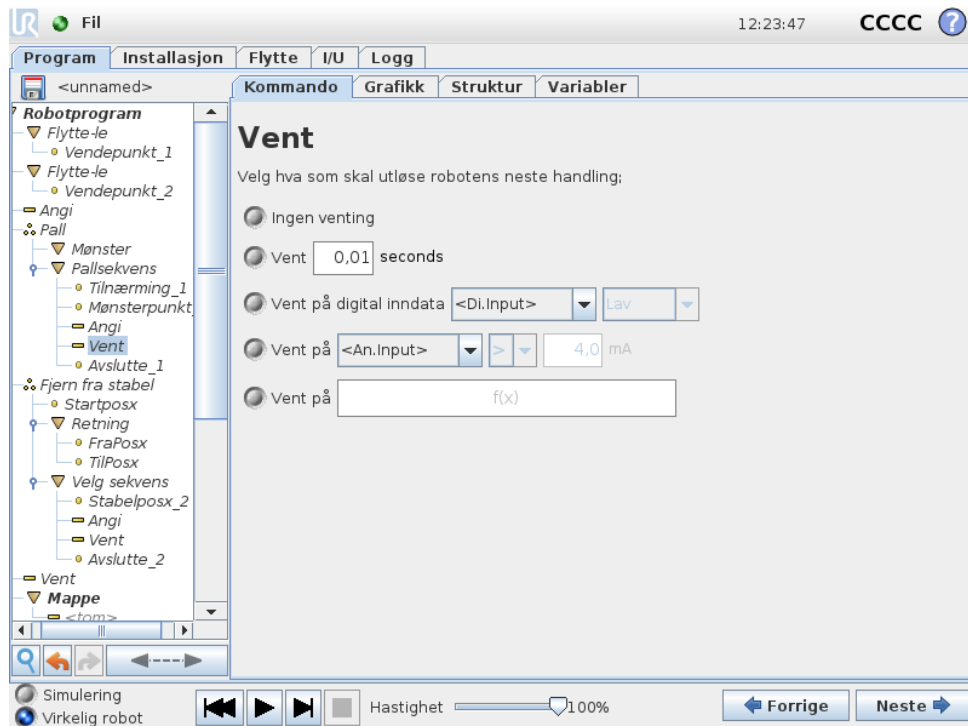 UR Fil 12:23:47 CCCC ?
Program Installasjon Flytte I/U Logg
<unnamed>
Kommando Grafikk Struktur Variabler
Robotprogram
Flytte-le
Vendepunkt_1
Flytte-le
Vendepunkt_2
Angi
Pall
Mønster
Pallsekvens
Tilnærming_1
Mønsterpunkt
Angi
Vent
Avslutte_1
Fjern fra stabel
Startposx
Retning
FraPosx
TilPosx
Velg sekvens
Stabelposx_2
Angi
Vent
Avslutte_2
Vent
Mappe
<tom>
Vent
Velg hva som skal utløse robotens neste handling;
Ingen venting
Vent 0,01 seconds
Vent på digital inndata <Di.Input> Lav
Vent på <An.Input> > 4,0 mA
Vent på f(x)
Simulering
Virkelig robot
Hastighet 100%
Forrige Neste